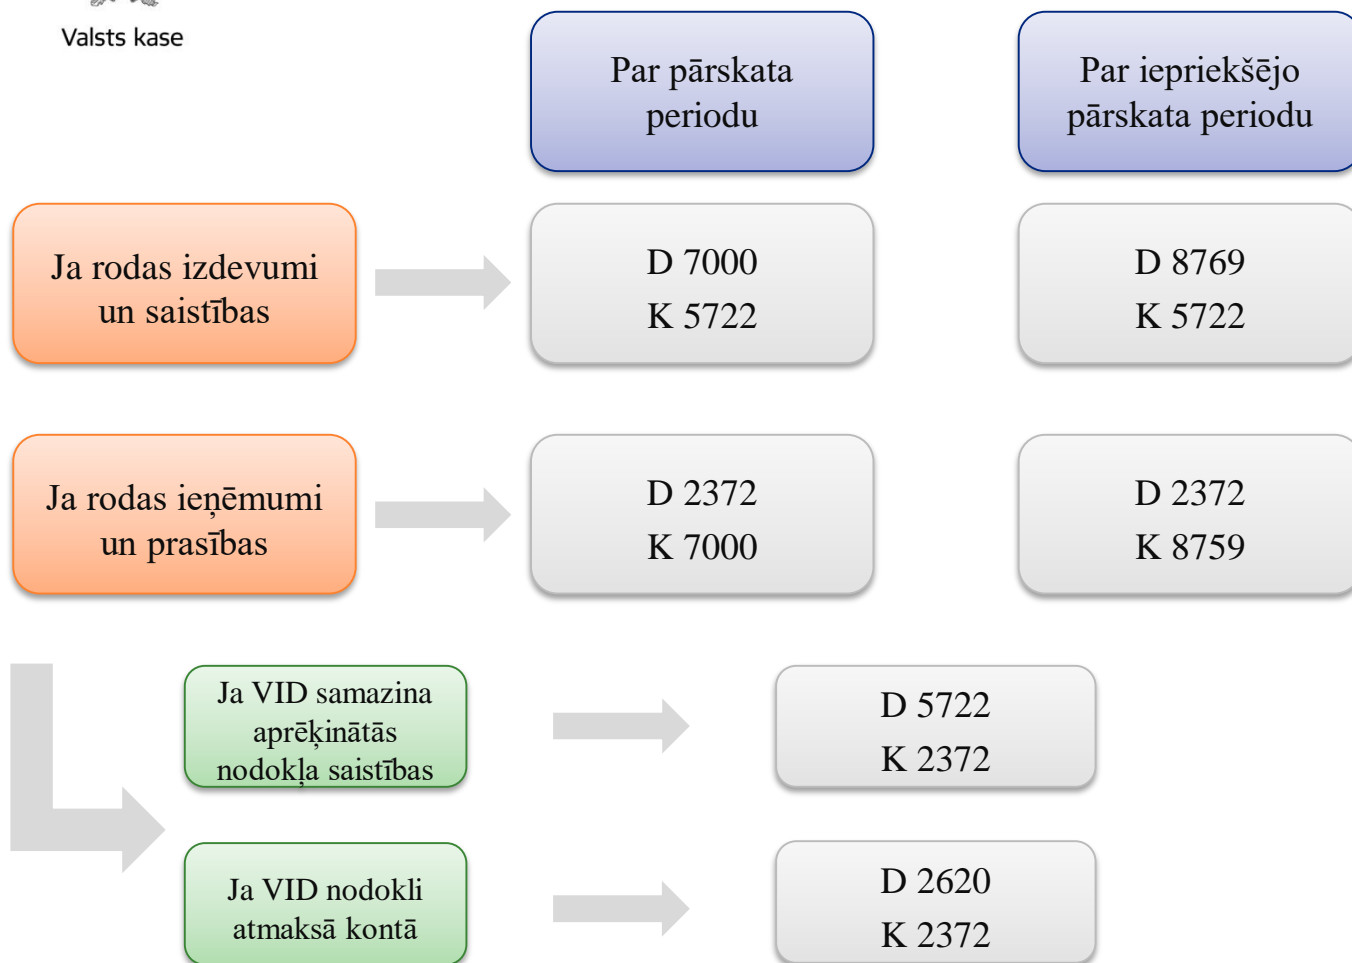 Valsts kase
Par pārskata
periodu
Par iepriekšējo
pārskata periodu
Ja rodas izdevumi
un saistības
D 7000
K 5722
D 8769
K 5722
Ja rodas ieņēmumi
un prasības
D 2372
K 7000
D 2372
K 8759
Ja VID samazina
aprēķinātās
nodokļa saistības
D 5722
K 2372
Ja VID nodokli
atmaksā kontā
D 2620
K 2372